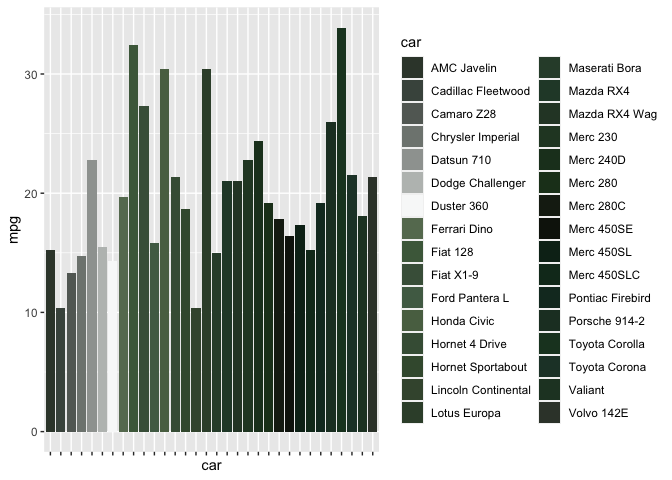 30
20
10
0
mpg
car
car
AMC Javelin
Cadillac Fleetwood
Camaro Z28
Chrysler Imperial
Datsun 710
Dodge Challenger
Duster 360
Ferrari Dino
Fiat 128
Fiat X1-9
Ford Pantera L
Honda Civic
Hornet 4 Drive
Hornet Sportabout
Lincoln Continental
Lotus Europa
Maserati Bora
Mazda RX4
Mazda RX4 Wag
Merc 230
Merc 240D
Merc 280
Merc 280C
Merc 450SE
Merc 450SL
Merc 450SLC
Pontiac Firebird
Porsche 914-2
Toyota Corolla
Toyota Corona
Valiant
Volvo 142E